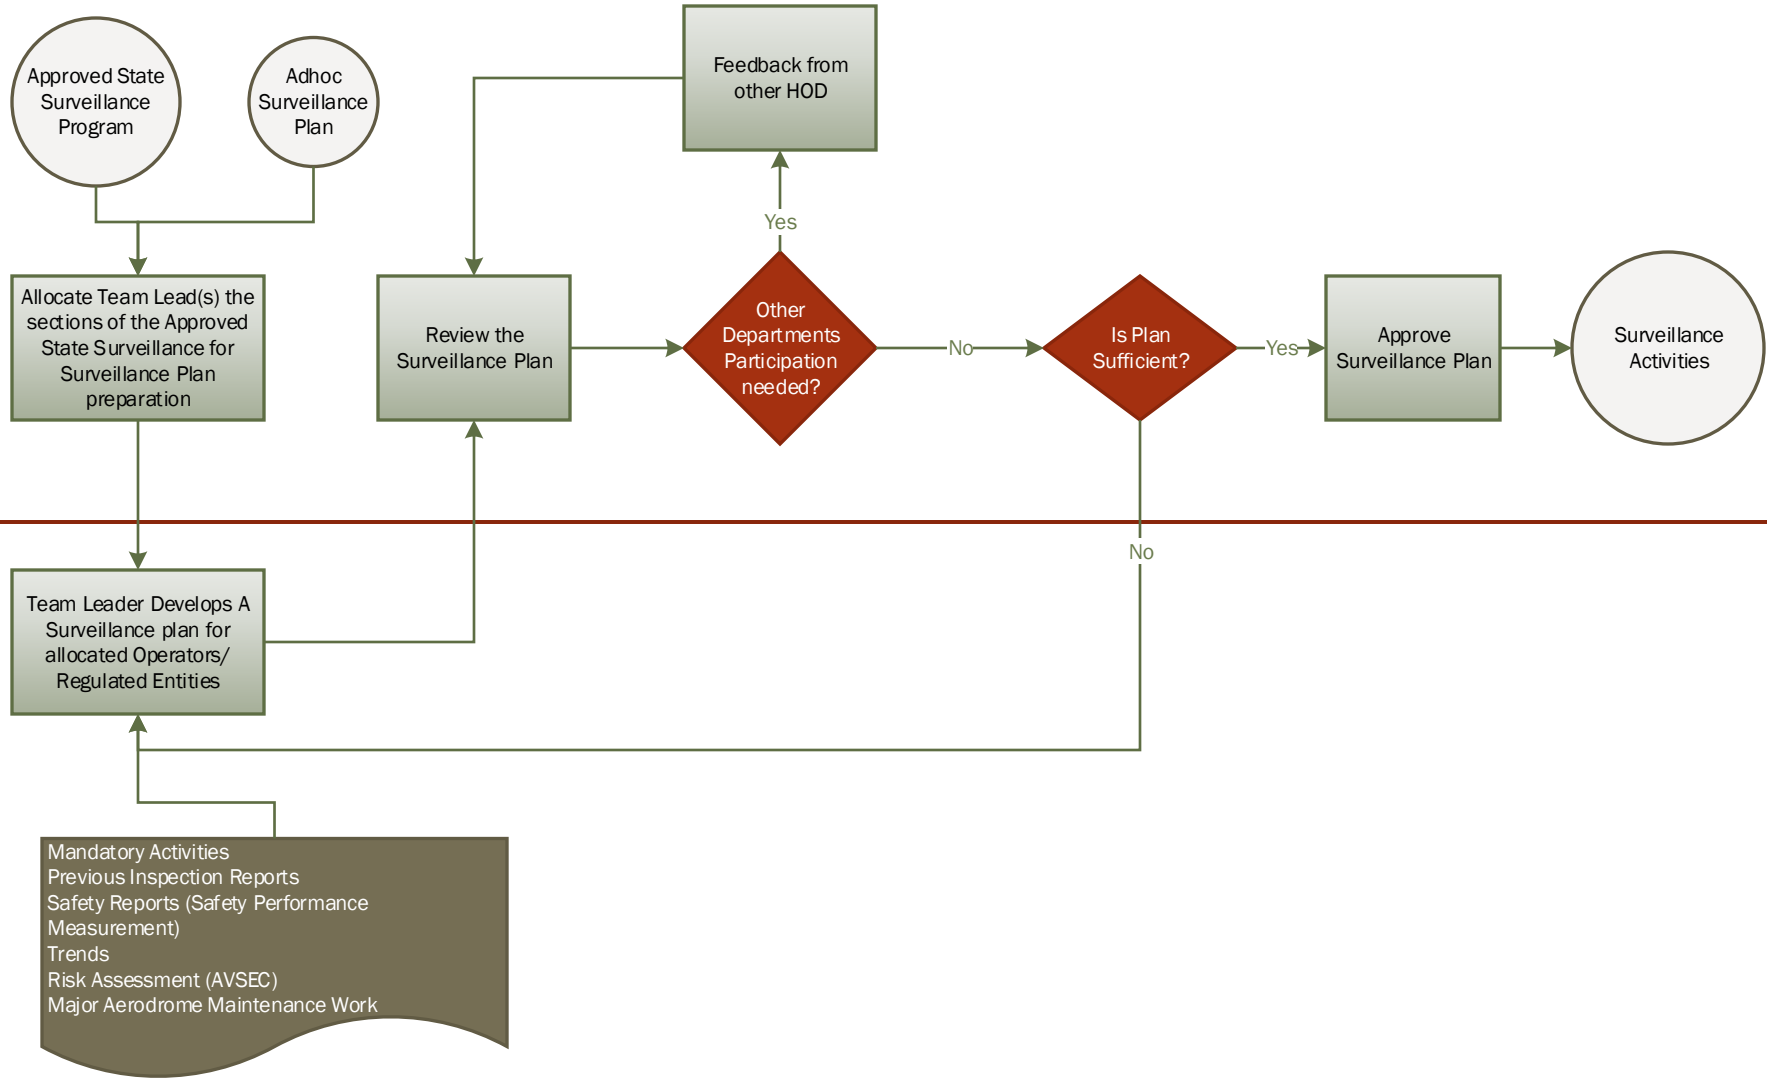 Approved State
Surveillance
Program
Adhoc
Surveillance
Plan
Feedback from
other HOD
Yes
Allocate Team Lead(s) the
sections of the Approved
State Surveillance for
Surveillance Plan
preparation
Review the
Surveillance Plan
Other
Departments
Participation
needed?
No
Is Plan
Sufficient?
Yes
Approve
Surveillance Plan
Surveillance
Activities
No
Team Leader Develops A
Surveillance plan for
allocated Operators/
Regulated Entities
Mandatory Activities
Previous Inspection Reports
Safety Reports (Safety Performance
Measurement)
Trends
Risk Assessment (AVSEC)
Major Aerodrome Maintenance Work